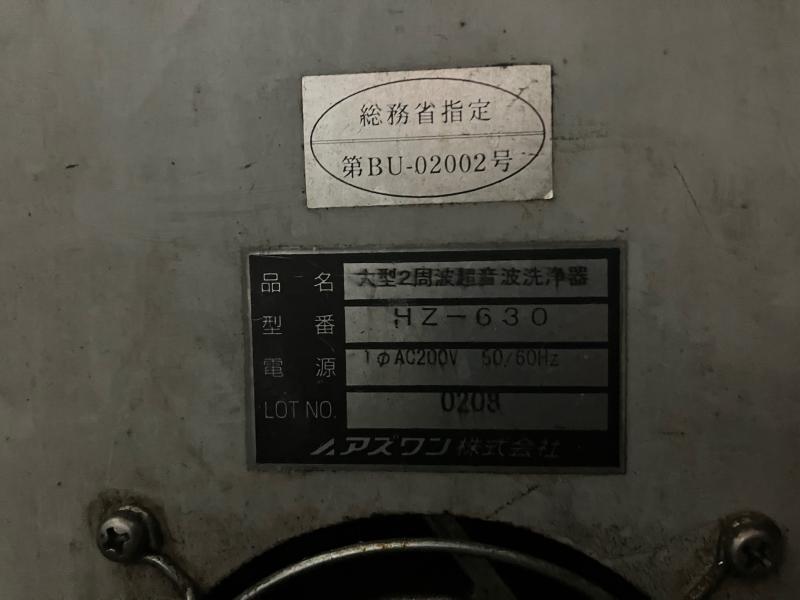 総務省指定
第BU-02002号
品名 大型2周波超音波洗浄器
型番 HZ-630
電源 1φAC200V 50/60Hz
LOT NO. 0208
アズワン株式会社